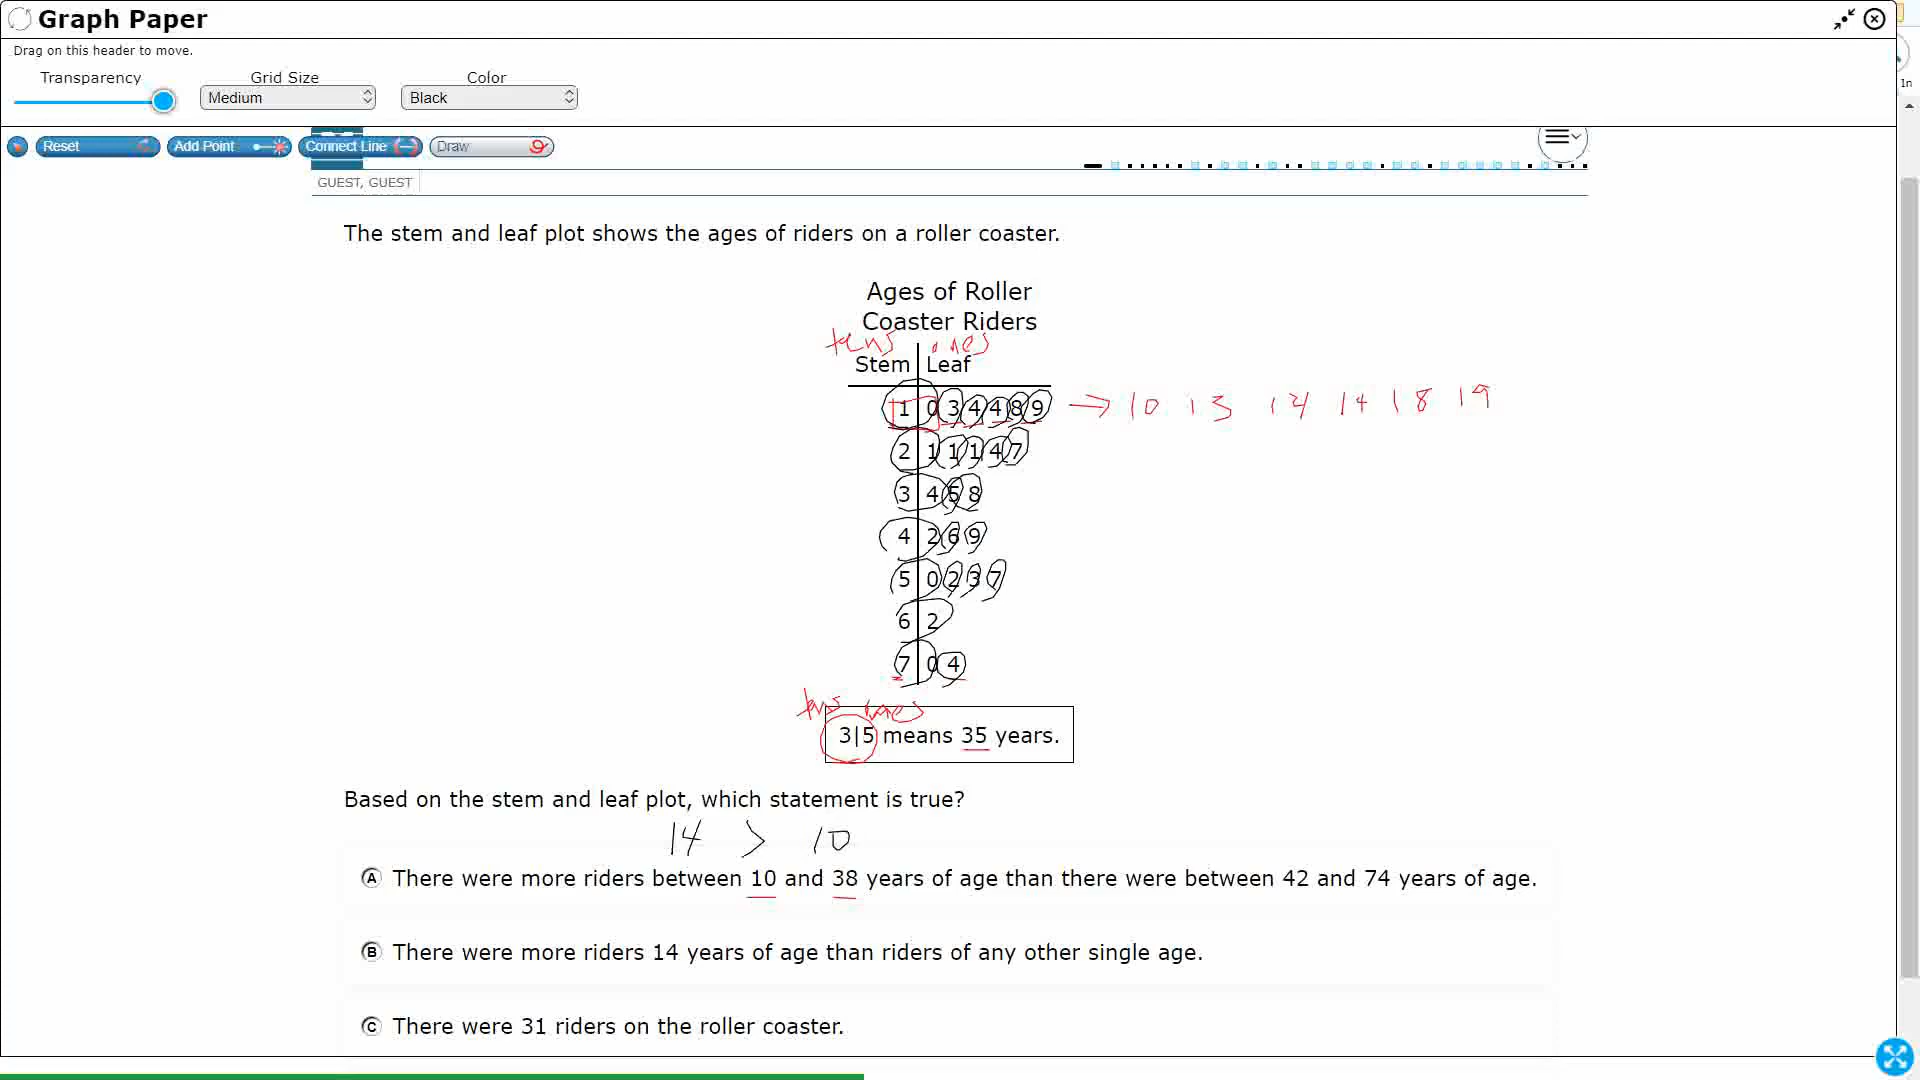 Graph Paper
Drag on this header to move.
Transparency Grid Size Color
Medium Black
Reset Add Point Connect Line Draw
In
GUEST, GUEST
The stem and leaf plot shows the ages of riders on a roller coaster.
Ages of Roller
Coaster Riders
tens ones
Stem Leaf
1 0 3 4 4 8 9 → 10 13 14 14 18 19
2 1 1 1 4 7
3 4 5 8
4 2 6 9
5 0 2 3 7
6 2
7 0 4
tens ones
3|5 means 35 years.
Based on the stem and leaf plot, which statement is true?
14 > 10
A There were more riders between 10 and 38 years of age than there were between 42 and 74 years of age.
B There were more riders 14 years of age than riders of any other single age.
C There were 31 riders on the roller coaster.